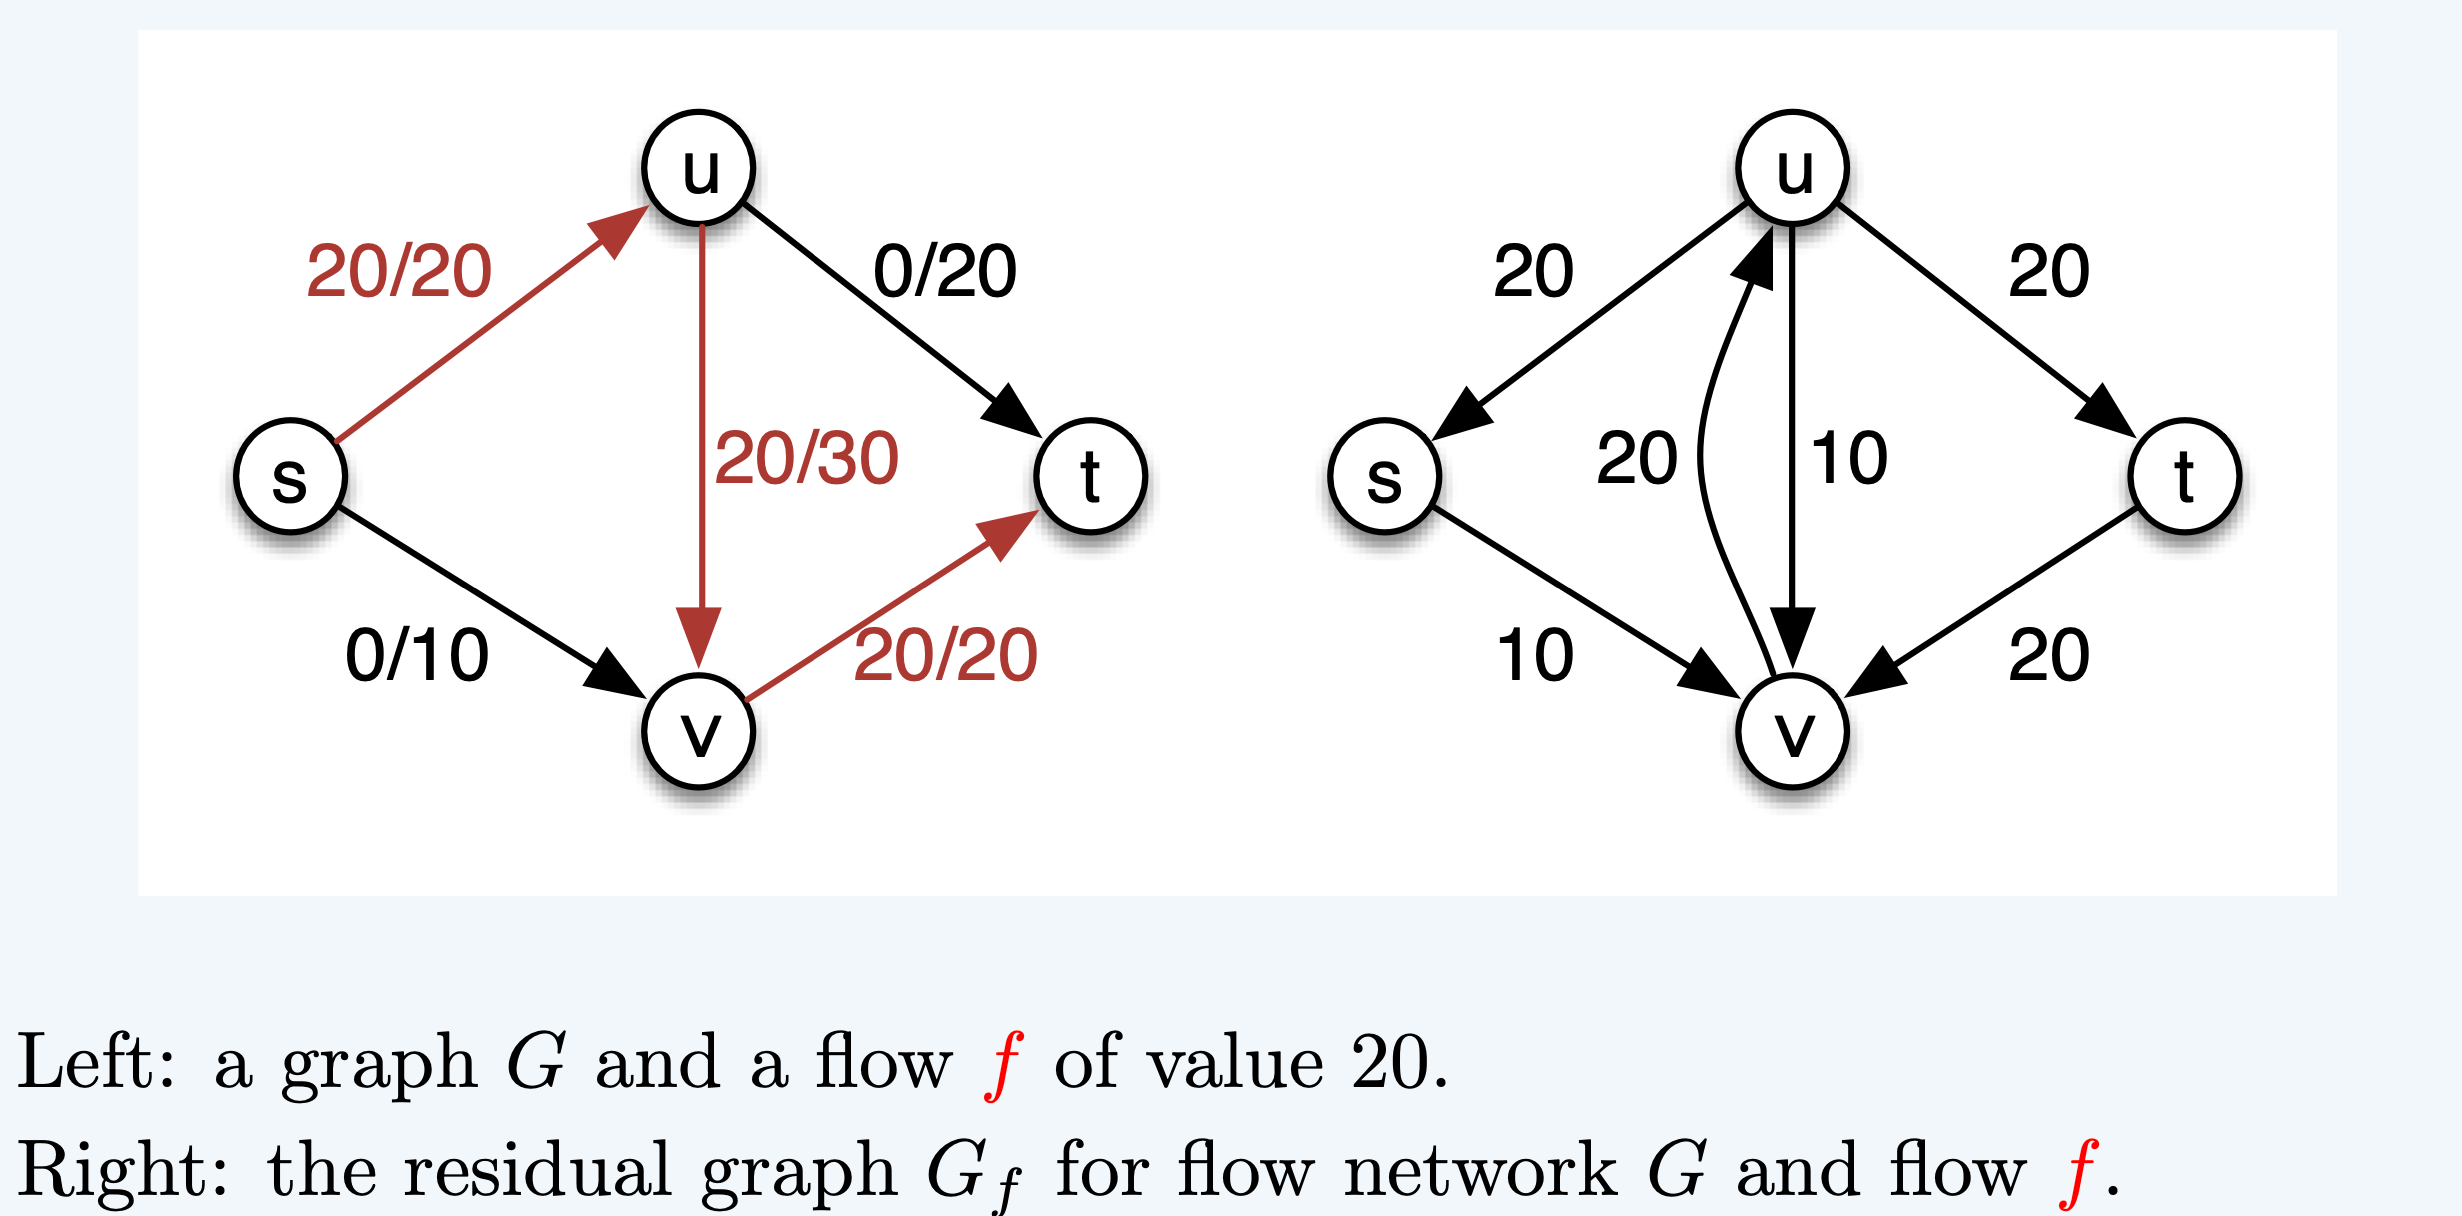 u
20/20
0/20
s
20/30
t
0/10
20/20
v
u
20
20
s
20
10
t
10
20
v
Left: a graph G and a flow f of value 20.
Right: the residual graph G_f for flow network G and flow f.